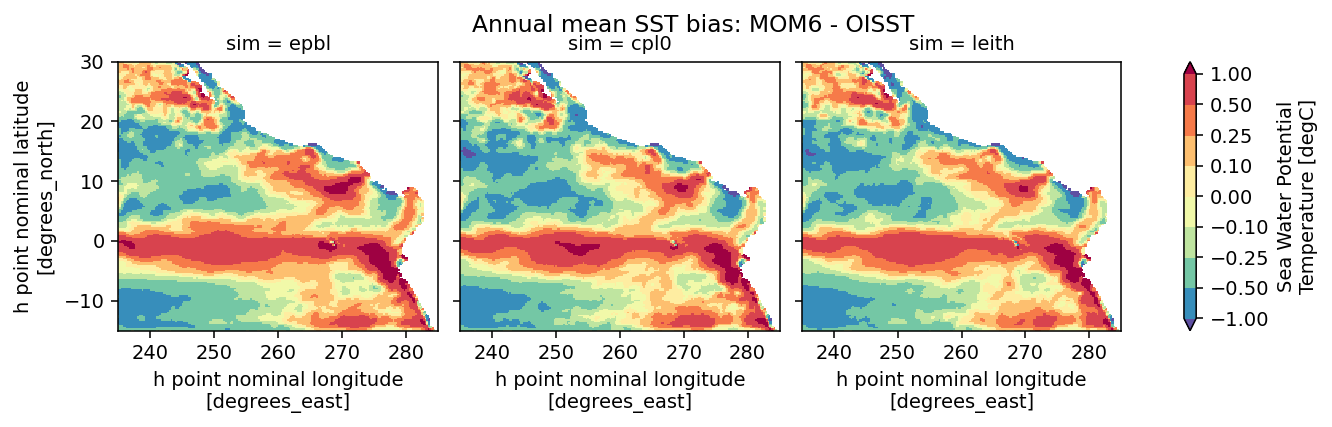 Annual mean SST bias: MOM6 - OISST
sim = epbl
sim = cpl0
sim = leith
h point nominal latitude
[degrees_north]
30
20
10
0
−10
240
250
260
270
280
240
250
260
270
280
240
250
260
270
280
h point nominal longitude
[degrees_east]
h point nominal longitude
[degrees_east]
h point nominal longitude
[degrees_east]
1.00
0.50
0.25
0.10
0.00
−0.10
−0.25
−0.50
−1.00
Sea Water Potential
Temperature [degC]